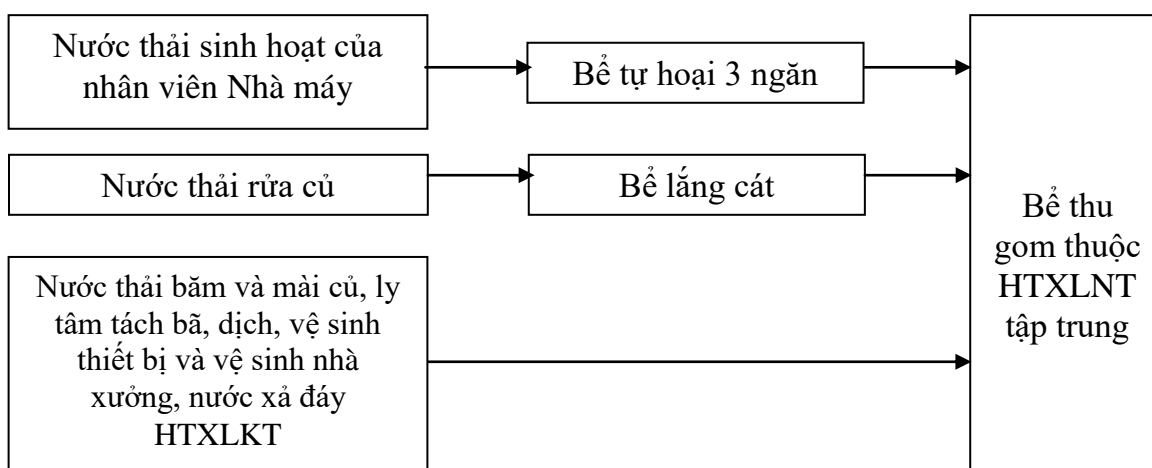 Nước thải sinh hoạt của
nhân viên Nhà máy
Bể tự hoại 3 ngăn
Nước thải rửa củ
Bể lắng cát
Nước thải băm và mài củ, ly
tâm tách bã, dịch, vệ sinh
thiết bị và vệ sinh nhà
xưởng, nước xả đáy
HTXLKT
Bể thu
gom thuộc
HTXLNT
tập trung